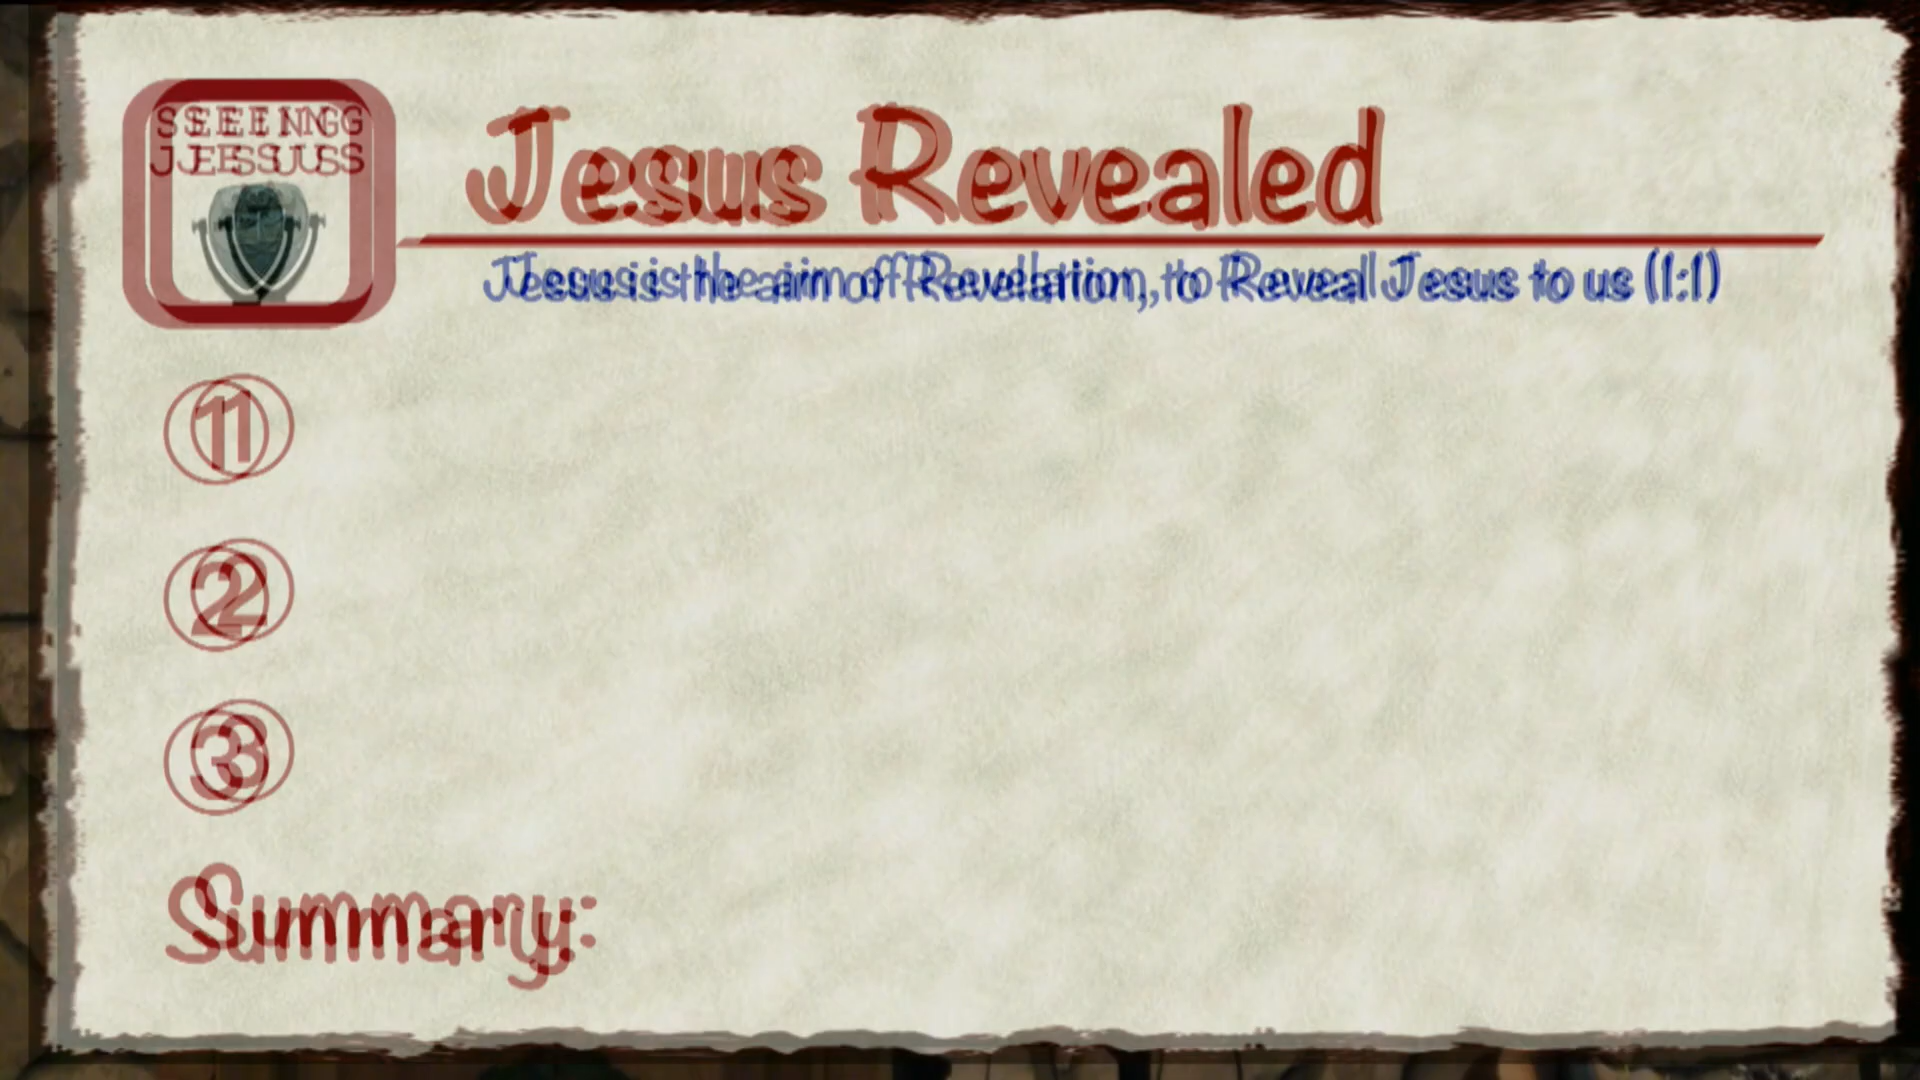 SEEING
JESUS
Jesus Revealed
Jesus is the aim of Revelation, to Reveal Jesus to us (1:1)
1
2
3
Summary: